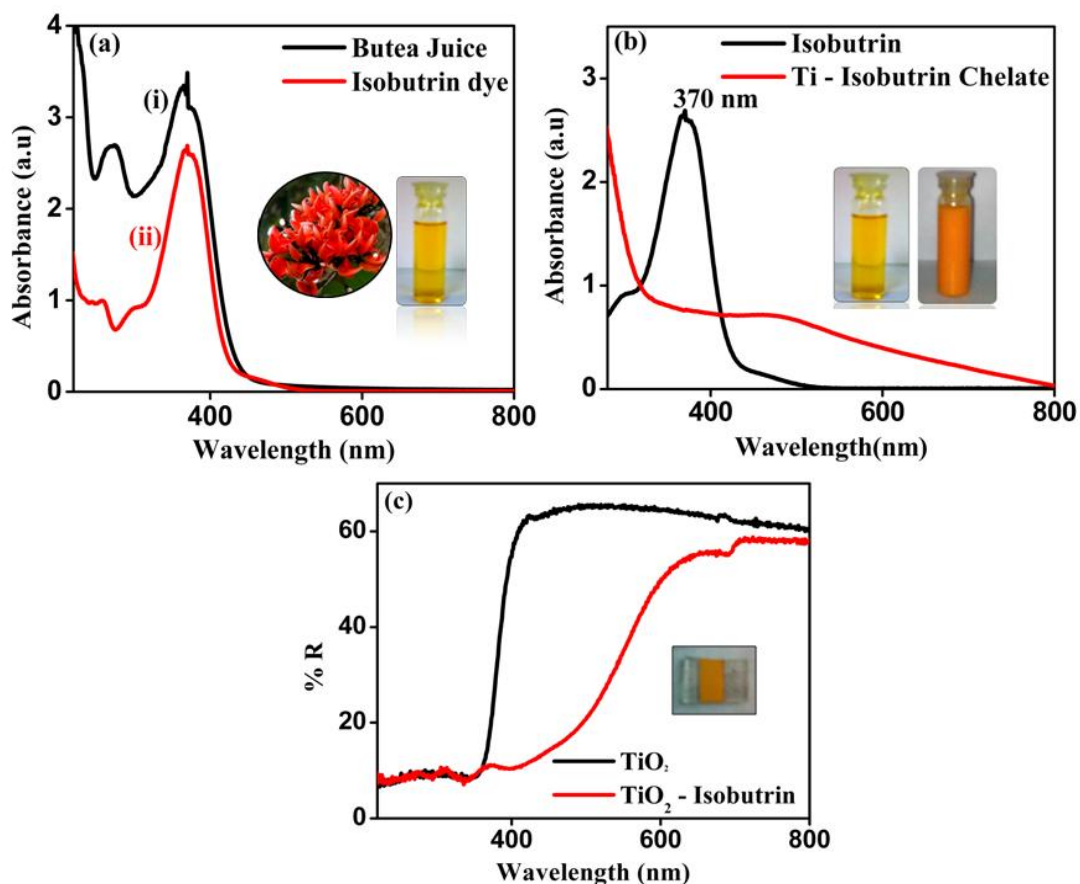 (a)
Butea Juice
Isobutrin dye
(i)
(ii)
4
3
2
1
0
400
600
800
Absorbance (a.u)
Wavelength (nm)
(b)
Isobutrin
Ti - Isobutrin Chelate
370 nm
3
2
1
0
400
600
800
Absorbance (a.u)
Wavelength(nm)
(c)
60
40
20
0
% R
TiO₂
TiO₂ - Isobutrin
400
600
800
Wavelength (nm)